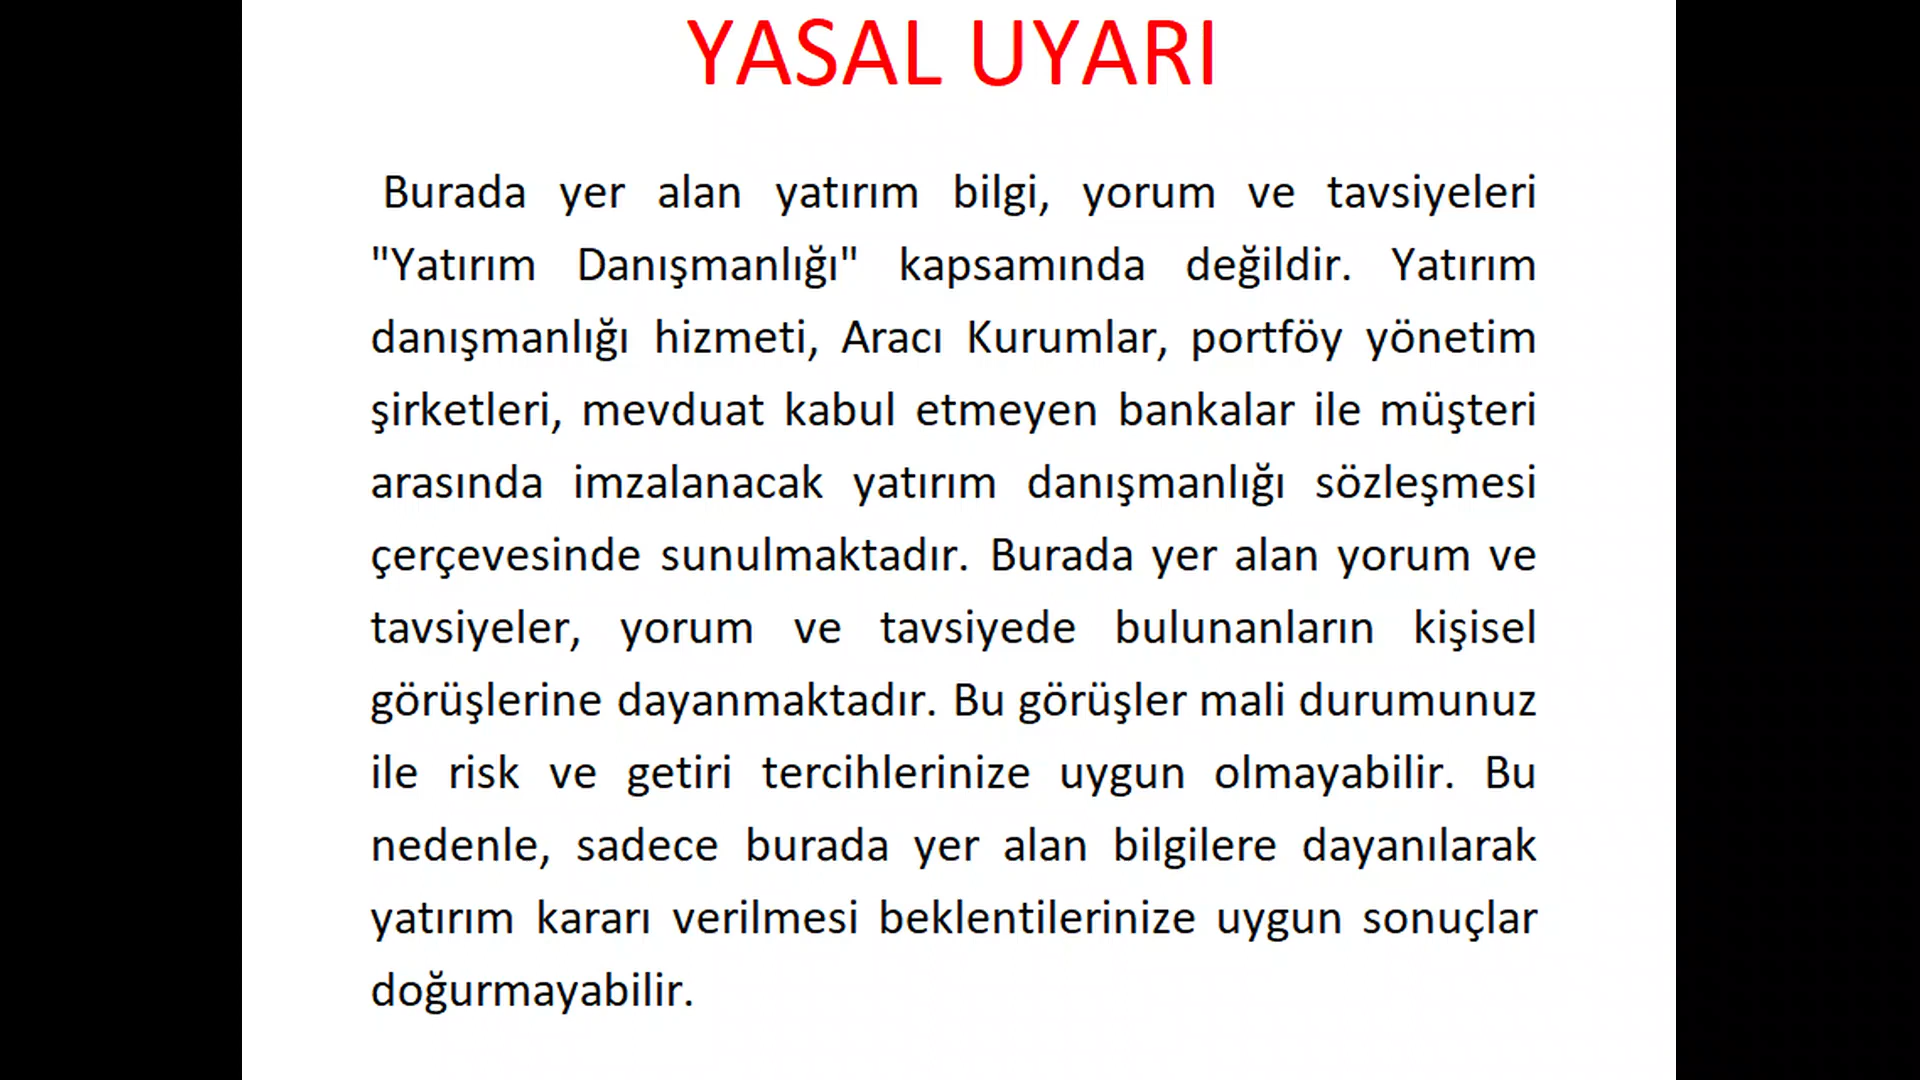 YASAL UYARI
Burada yer alan yatırım bilgi, yorum ve tavsiyeleri
"Yatırım Danışmanlığı" kapsamında değildir. Yatırım
danışmanlığı hizmeti, Aracı Kurumlar, portföy yönetim
şirketleri, mevduat kabul etmeyen bankalar ile müşteri
arasında imzalanacak yatırım danışmanlığı sözleşmesi
çerçevesinde sunulmaktadır. Burada yer alan yorum ve
tavsiyeler, yorum ve tavsiyede bulunanların kişisel
görüşlerine dayanmaktadır. Bu görüşler mali durumunuz
ile risk ve getiri tercihlerinize uygun olmayabilir. Bu
nedenle, sadece burada yer alan bilgilere dayanılarak
yatırım kararı verilmesi beklentilerinize uygun sonuçlar
doğurmayabilir.